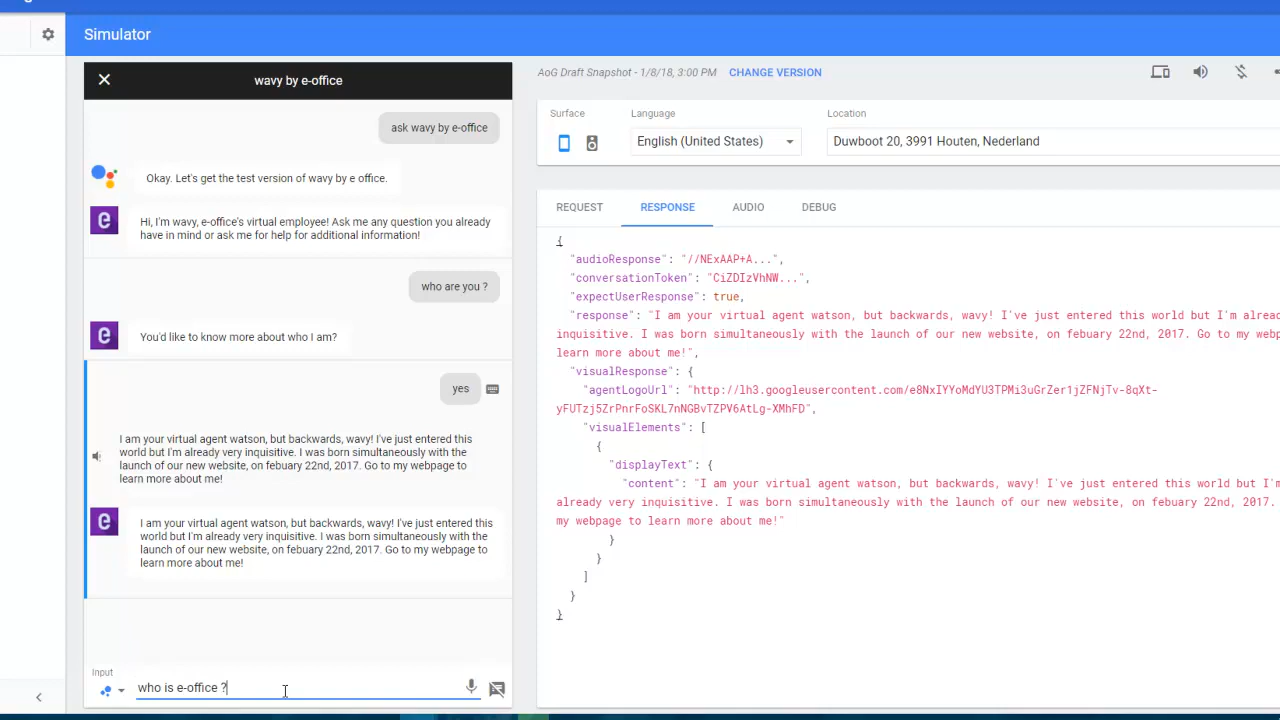 Simulator
wavy by e-office
ask wavy by e-office
Okay. Let's get the test version of wavy by e office.
Hi, I'm wavy, e-office's virtual employee! Ask me any question you already
have in mind or ask me for help for additional information!
who are you ?
You'd like to know more about who I am?
yes
I am your virtual agent watson, but backwards, wavy! I've just entered this
world but I'm already very inquisitive. I was born simultaneously with the
launch of our new website, on febuary 22nd, 2017. Go to my webpage to
learn more about me!
e
I am your virtual agent watson, but backwards, wavy! I've just entered this
world but I'm already very inquisitive. I was born simultaneously with the
launch of our new website, on febuary 22nd, 2017. Go to my webpage to
learn more about me!
Input
who is e-office ?
AoG Draft Snapshot - 1/8/18, 3:00 PM CHANGE VERSION
Surface Language Location
English (United States) Duwboot 20, 3991 Houten, Nederland
REQUEST RESPONSE AUDIO DEBUG
{
"audioResponse": "//NExAAP+A...",
"conversationToken": "CiZDIzVhNW...",
"expectUserResponse": true,
"response": "I am your virtual agent watson, but backwards, wavy! I've just entered this world but I'm alread
inquisitive. I was born simultaneously with the launch of our new website, on febuary 22nd, 2017. Go to my webp
learn more about me!",
"visualResponse": {
"agentLogoUrl": "http://lh3.googleusercontent.com/e8NxIYYoMdYU3TPMi3uGrZer1jZFNjTv-8qXt-
yFUTzj5ZrPnrFoSKL7nNGBvTZPV6AtLg-XMhFD",
"visualElements": [
{
"displayText": {
"content": "I am your virtual agent watson, but backwards, wavy! I've just entered this world but I'm
already very inquisitive. I was born simultaneously with the launch of our new website, on febuary 22nd, 2017.
my webpage to learn more about me!"
}
}
]
}
}